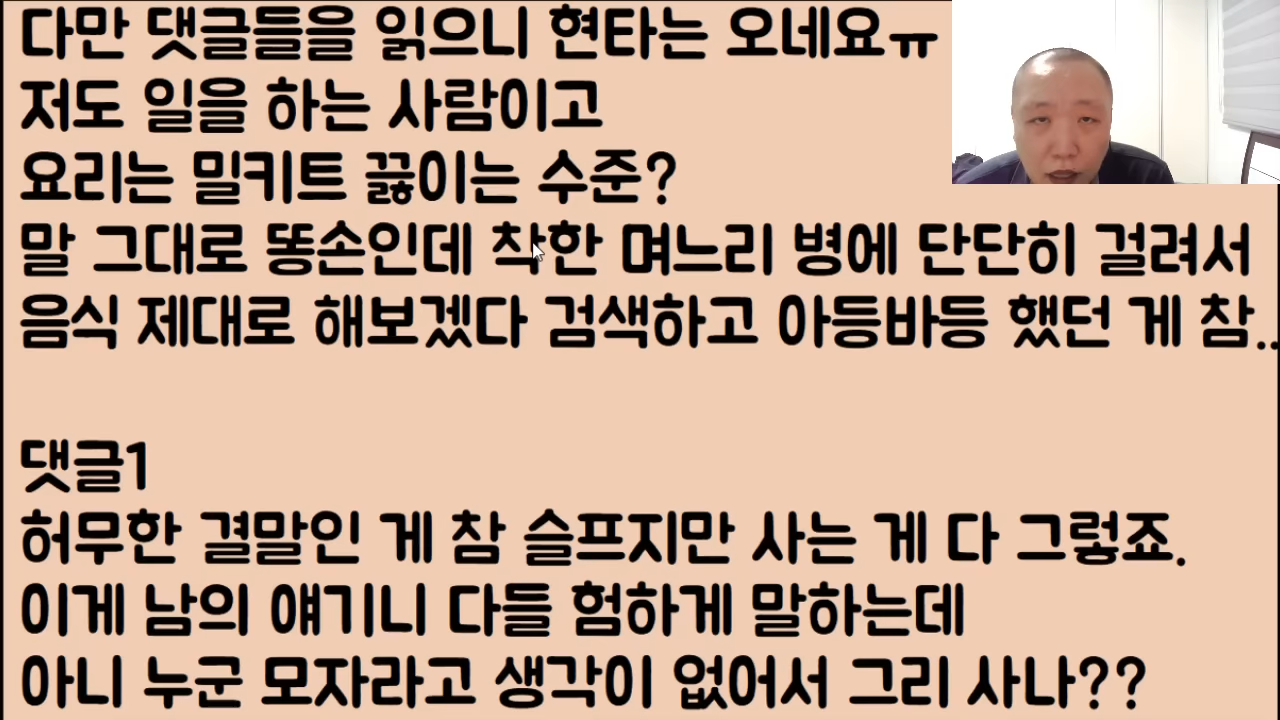 다만 댓글들을 읽으니 현타는 오네요ㅠ
저도 일을 하는 사람이고
요리는 밀키트 끓이는 수준?
말 그대로 똥손인데 착한 며느리 병에 단단히 걸려서
음식 제대로 해보겠다 검색하고 아등바등 했던 게 참..
댓글1
허무한 결말인 게 참 슬프지만 사는 게 다 그렇죠.
이게 남의 얘기니 다들 험하게 말하는데
아니 누군 모자라고 생각이 없어서 그리 사나??